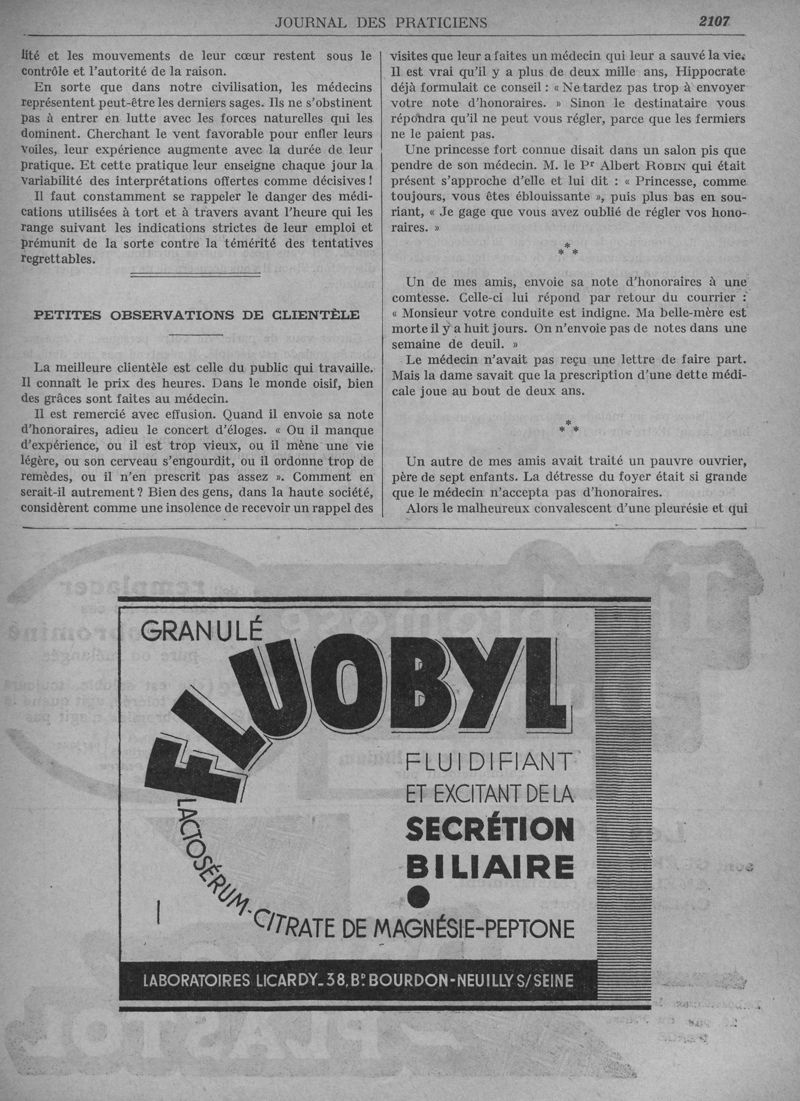 JOURNAL DES PRATICIENS 2107
lité et les mouvements de leur cœur restent sous le
contrôle et l'autorité de la raison.
En sorte que dans notre civilisation, les médecins
représentent peut-être les derniers sages. Ils ne s'obstinent
pas à entrer en lutte avec les forces naturelles qui les
dominent. Cherchant le vent favorable pour enfler leurs
voiles, leur expérience augmente avec la durée de leur
pratique. Et cette pratique leur enseigne chaque jour la
variabilité des interprétations offertes comme décisives !
Il faut constamment se rappeler le danger des médi-
cations utilisées à tort et à travers avant l'heure qui les
range suivant les indications strictes de leur emploi et
prémunit de la sorte contre la témérité des tentatives
regrettables.
PETITES OBSERVATIONS DE CLIENTÈLE
La meilleure clientèle est celle du public qui travaille.
Il connaît le prix des heures. Dans le monde oisif, bien
des grâces sont faites au médecin.
Il est remercié avec effusion. Quand il envoie sa note
d'honoraires, adieu le concert d'éloges. « Ou il manque
d'expérience, ou il est trop vieux, ou il mène une vie
légère, ou son cerveau s'engourdit, ou il ordonne trop de
remèdes, ou il n'en prescrit pas assez ». Comment en
serait-il autrement ? Bien des gens, dans la haute société,
considèrent comme une insolence de recevoir un rappel des
visites que leur a faites un médecin qui leur a sauvé la vie.
Il est vrai qu'il y a plus de deux mille ans, Hippocrate
déjà formulait ce conseil : « Ne tardez pas trop à envoyer
votre note d'honoraires. » Sinon le destinataire vous
répondra qu'il ne peut vous régler, parce que les fermiers
ne le paient pas.
Une princesse fort connue disait dans un salon pis que
pendre de son médecin. M. le Pr Albert ROBIN qui était
présent s'approche d'elle et lui dit : « Princesse, comme
toujours, vous êtes éblouissante », puis plus bas en sou-
riant, « Je gage que vous avez oublié de régler vos hono-
raires. »
*
* *
Un de mes amis, envoie sa note d'honoraires à une
comtesse. Celle-ci lui répond par retour du courrier :
« Monsieur votre conduite est indigne. Ma belle-mère est
morte il y a huit jours. On n'envoie pas de notes dans une
semaine de deuil. »
Le médecin n'avait pas reçu une lettre de faire part.
Mais la dame savait que la prescription d'une dette médi-
cale joue au bout de deux ans.
*
* *
Un autre de mes amis avait traité un pauvre ouvrier,
père de sept enfants. La détresse du foyer était si grande
que le médecin n'accepta pas d'honoraires.
Alors le malheureux convalescent d'une pleurésie et qui
GRANULÉ
FLUOBYL
FLUIDIFIANT
ET EXCITANT DE LA
SECRÉTION
BILIAIRE
LACTOSÉRUM-CITRATE DE MAGNÉSIE-PEPTONE
LABORATOIRES LICARDY_38, Bd BOURDON-NEUILLY S/SEINE